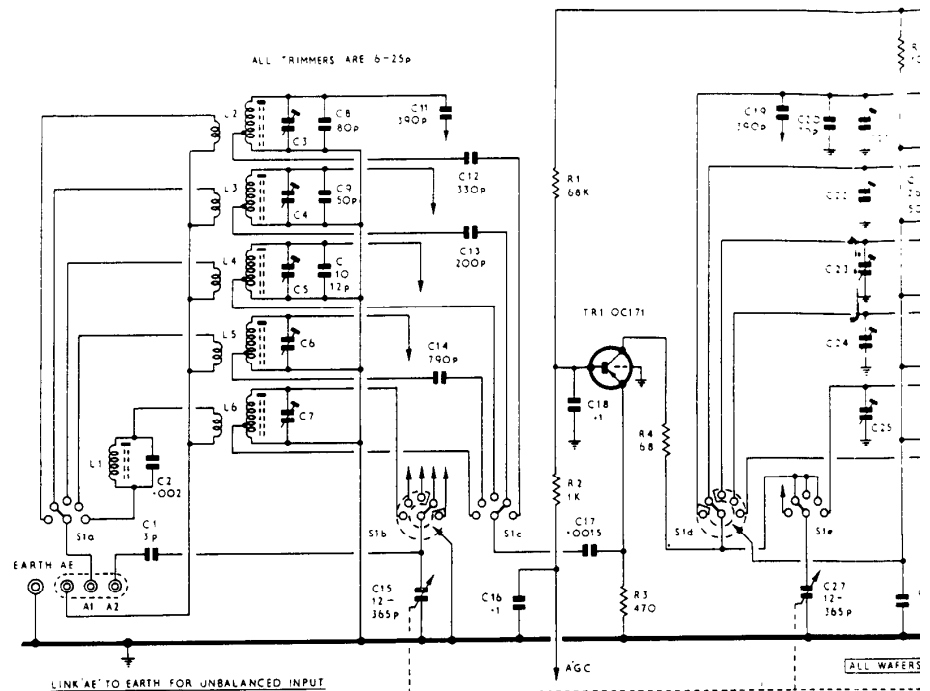 ALL TRIMMERS ARE 6-25p
L2
C3
C8
80p
C11
390p
C12
330p
L3
C4
C9
50p
C13
200p
L4
C5
C
10
12p
L5
C6
C14
790p
L6
C7
L1
C2
·002
S1a
C1
3p
EARTH AE
A1
A2
S1b
S1c
C15
12-
365p
C16
·1
C17
·0015
R1
68K
R2
1K
R3
470
TR1 OC171
C18
·1
R4
68
R
C19
390p
C22
C23
C24
C25
S1d
S1e
C27
12-
365p
AGC
LINK 'AE' TO EARTH FOR UNBALANCED INPUT
ALL WAFERS